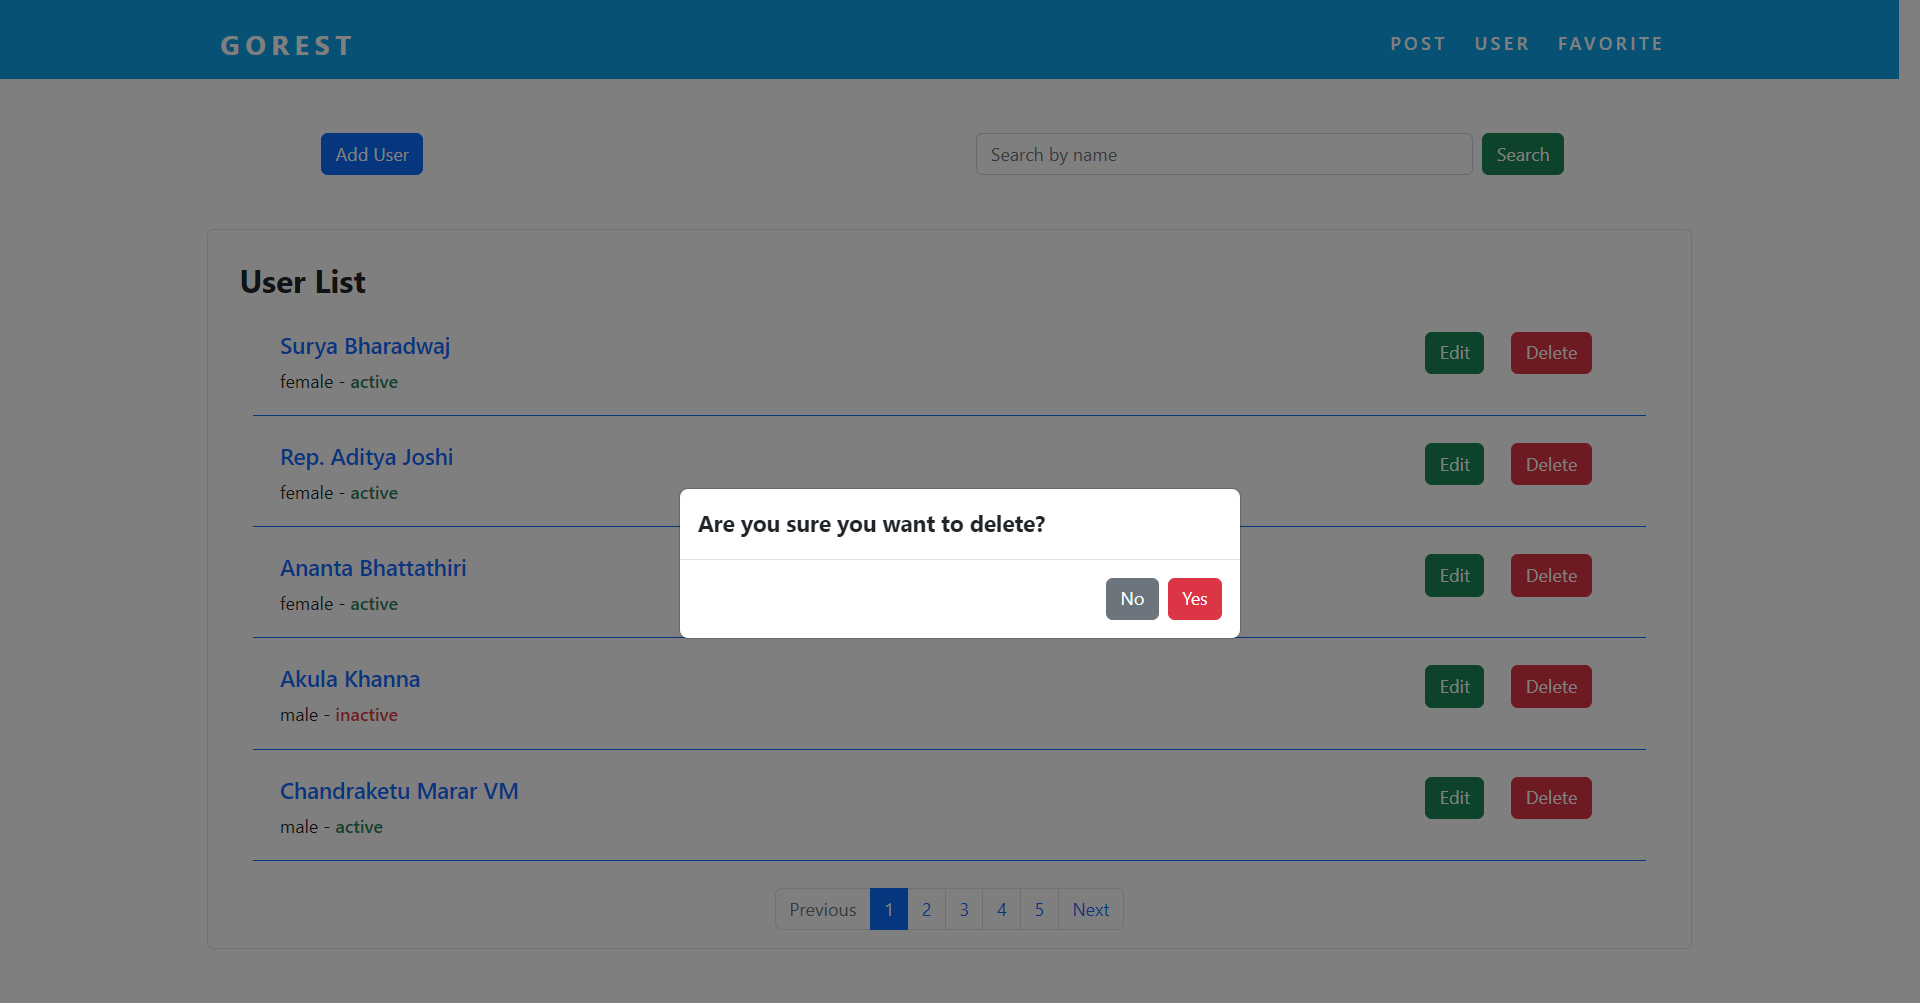 GOREST
POST USER FAVORITE
Add User
Search by name
Search
User List
Surya Bharadwaj
female - active
Edit Delete
Rep. Aditya Joshi
female - active
Edit Delete
Are you sure you want to delete?
No Yes
Ananta Bhattathiri
female - active
Edit Delete
Akula Khanna
male - inactive
Edit Delete
Chandraketu Marar VM
male - active
Edit Delete
Previous 1 2 3 4 5 Next